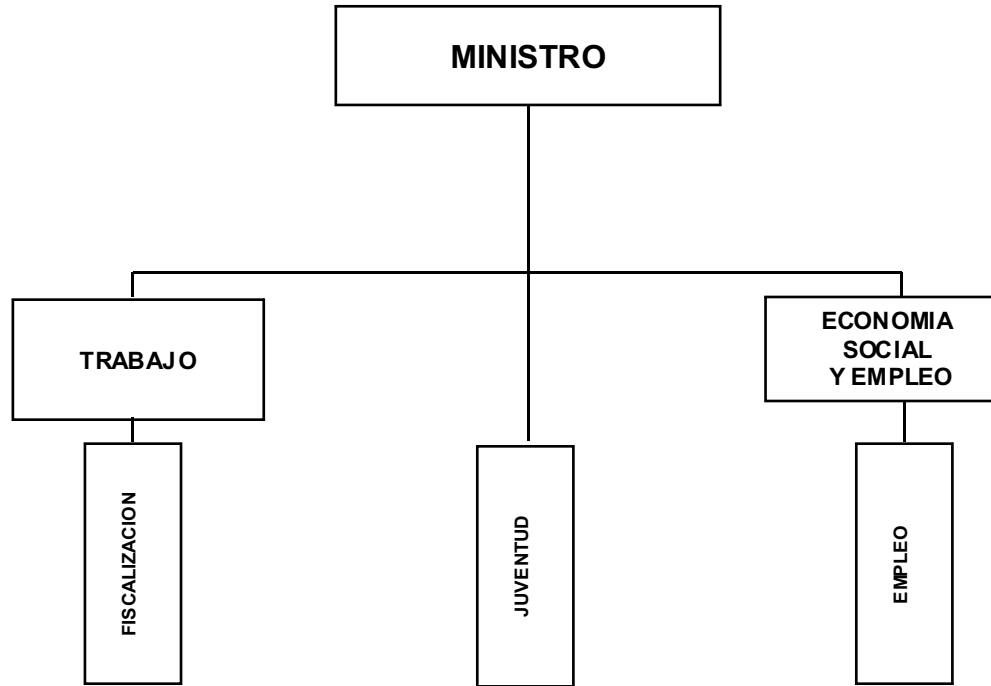 MINISTRO
TRABAJO
ECONOMIA
SOCIAL
Y EMPLEO
FISCALIZACION
JUVENTUD
EMPLEO